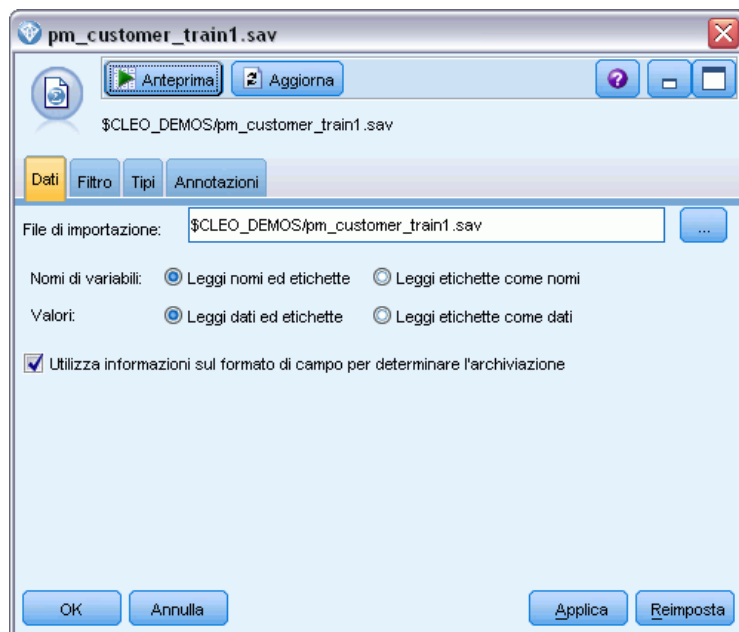 pm_customer_train1.sav
Anteprima Aggiorna
$CLEO_DEMOS/pm_customer_train1.sav
Dati Filtro Tipi Annotazioni
File di importazione: $CLEO_DEMOS/pm_customer_train1.sav ...
Nomi di variabili: Leggi nomi ed etichette Leggi etichette come nomi
Valori: Leggi dati ed etichette Leggi etichette come dati
Utilizza informazioni sul formato di campo per determinare l'archiviazione
OK Annulla Applica Reimposta